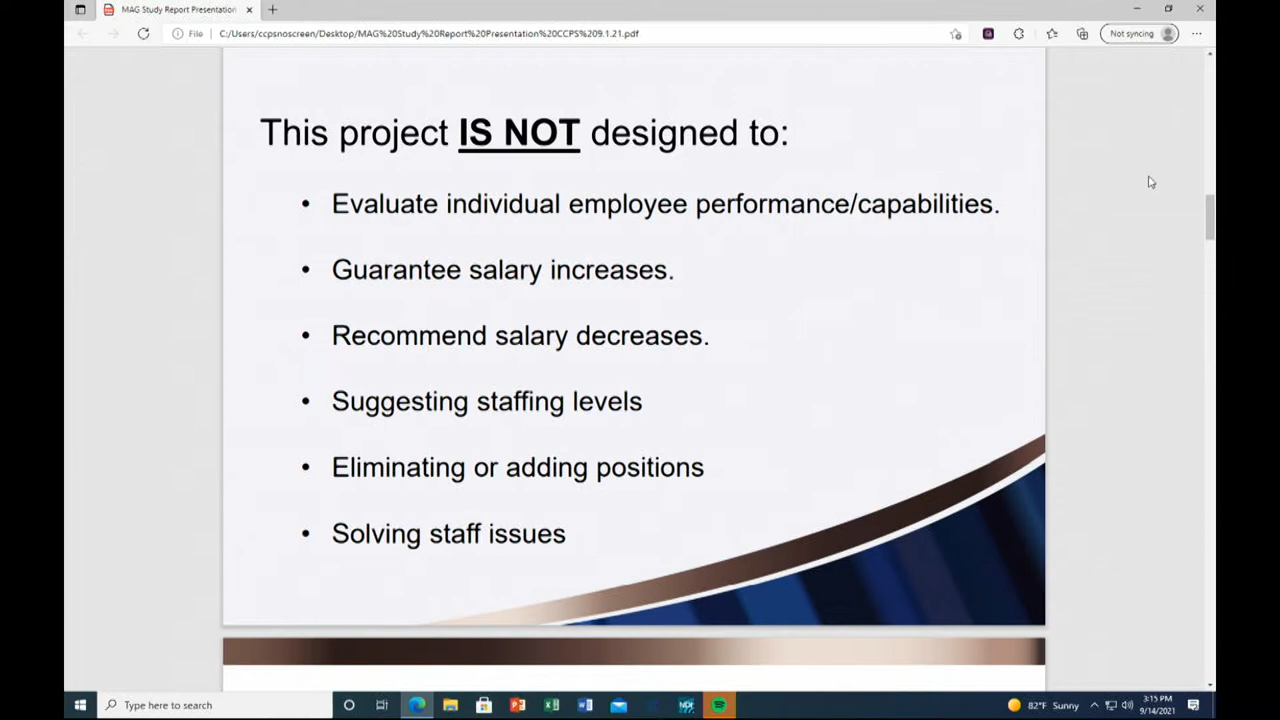 MAG Study Report Presentation
File
C:/Users/ccpsnoscreen/Desktop/MAG%20Study%20Report%20Presentation%20CCPS%209.1.21.pdf
Not syncing
This project IS NOT designed to:
• Evaluate individual employee performance/capabilities.
• Guarantee salary increases.
• Recommend salary decreases.
• Suggesting staffing levels
• Eliminating or adding positions
• Solving staff issues
Type here to search
82°F Sunny
3:15 PM
9/14/2021